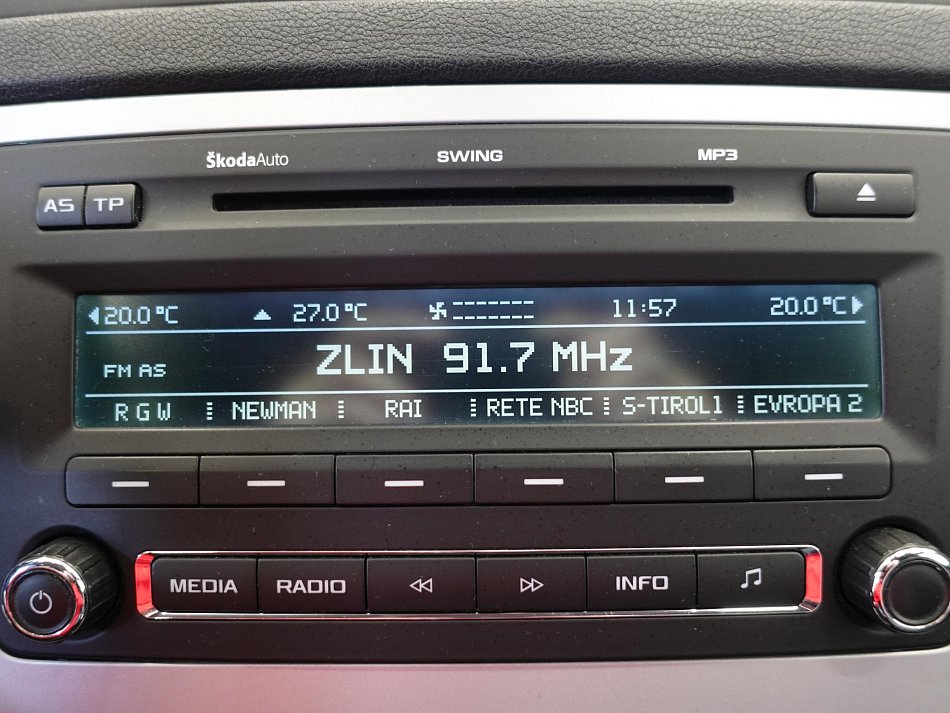 ŠkodaAuto SWING MP3
AS TP
20.0 °C 27.0 °C 11:57 20.0 °C
FM AS ZLIN 91.7 MHz
R G W NEWMAN RAI RETE NBC S-TIROL1 EVROPA 2
MEDIA RADIO INFO